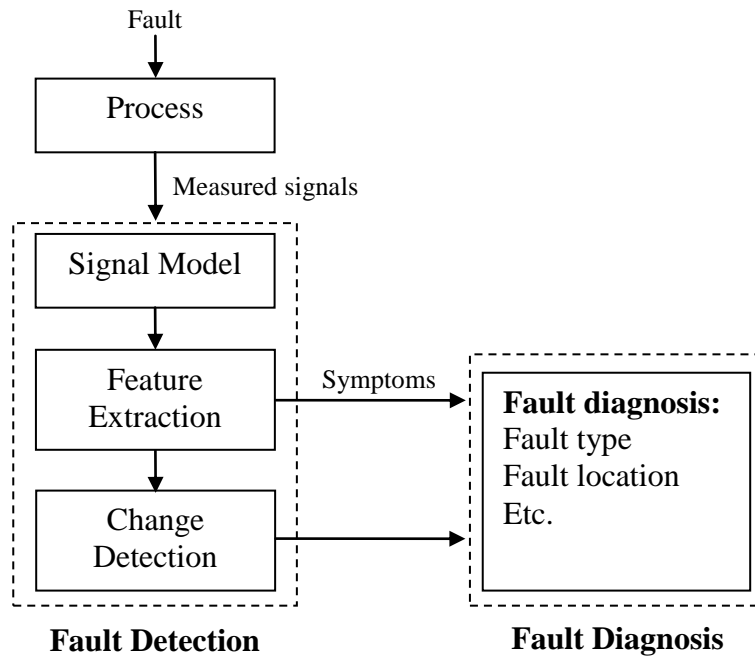 Fault
Process
Measured signals
Signal Model
Feature
Extraction
Symptoms
Change
Detection
Fault Detection
Fault diagnosis:
Fault type
Fault location
Etc.
Fault Diagnosis